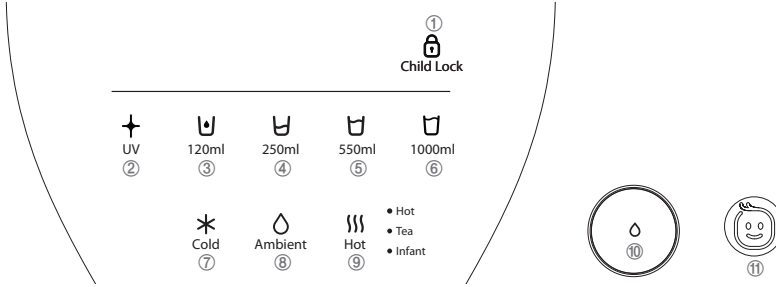 ①
Child Lock
UV 120ml 250ml 550ml 1000ml
② ③ ④ ⑤ ⑥
• Hot
• Tea
• Infant
Cold Ambient Hot
⑦ ⑧ ⑨
⑩
⑪